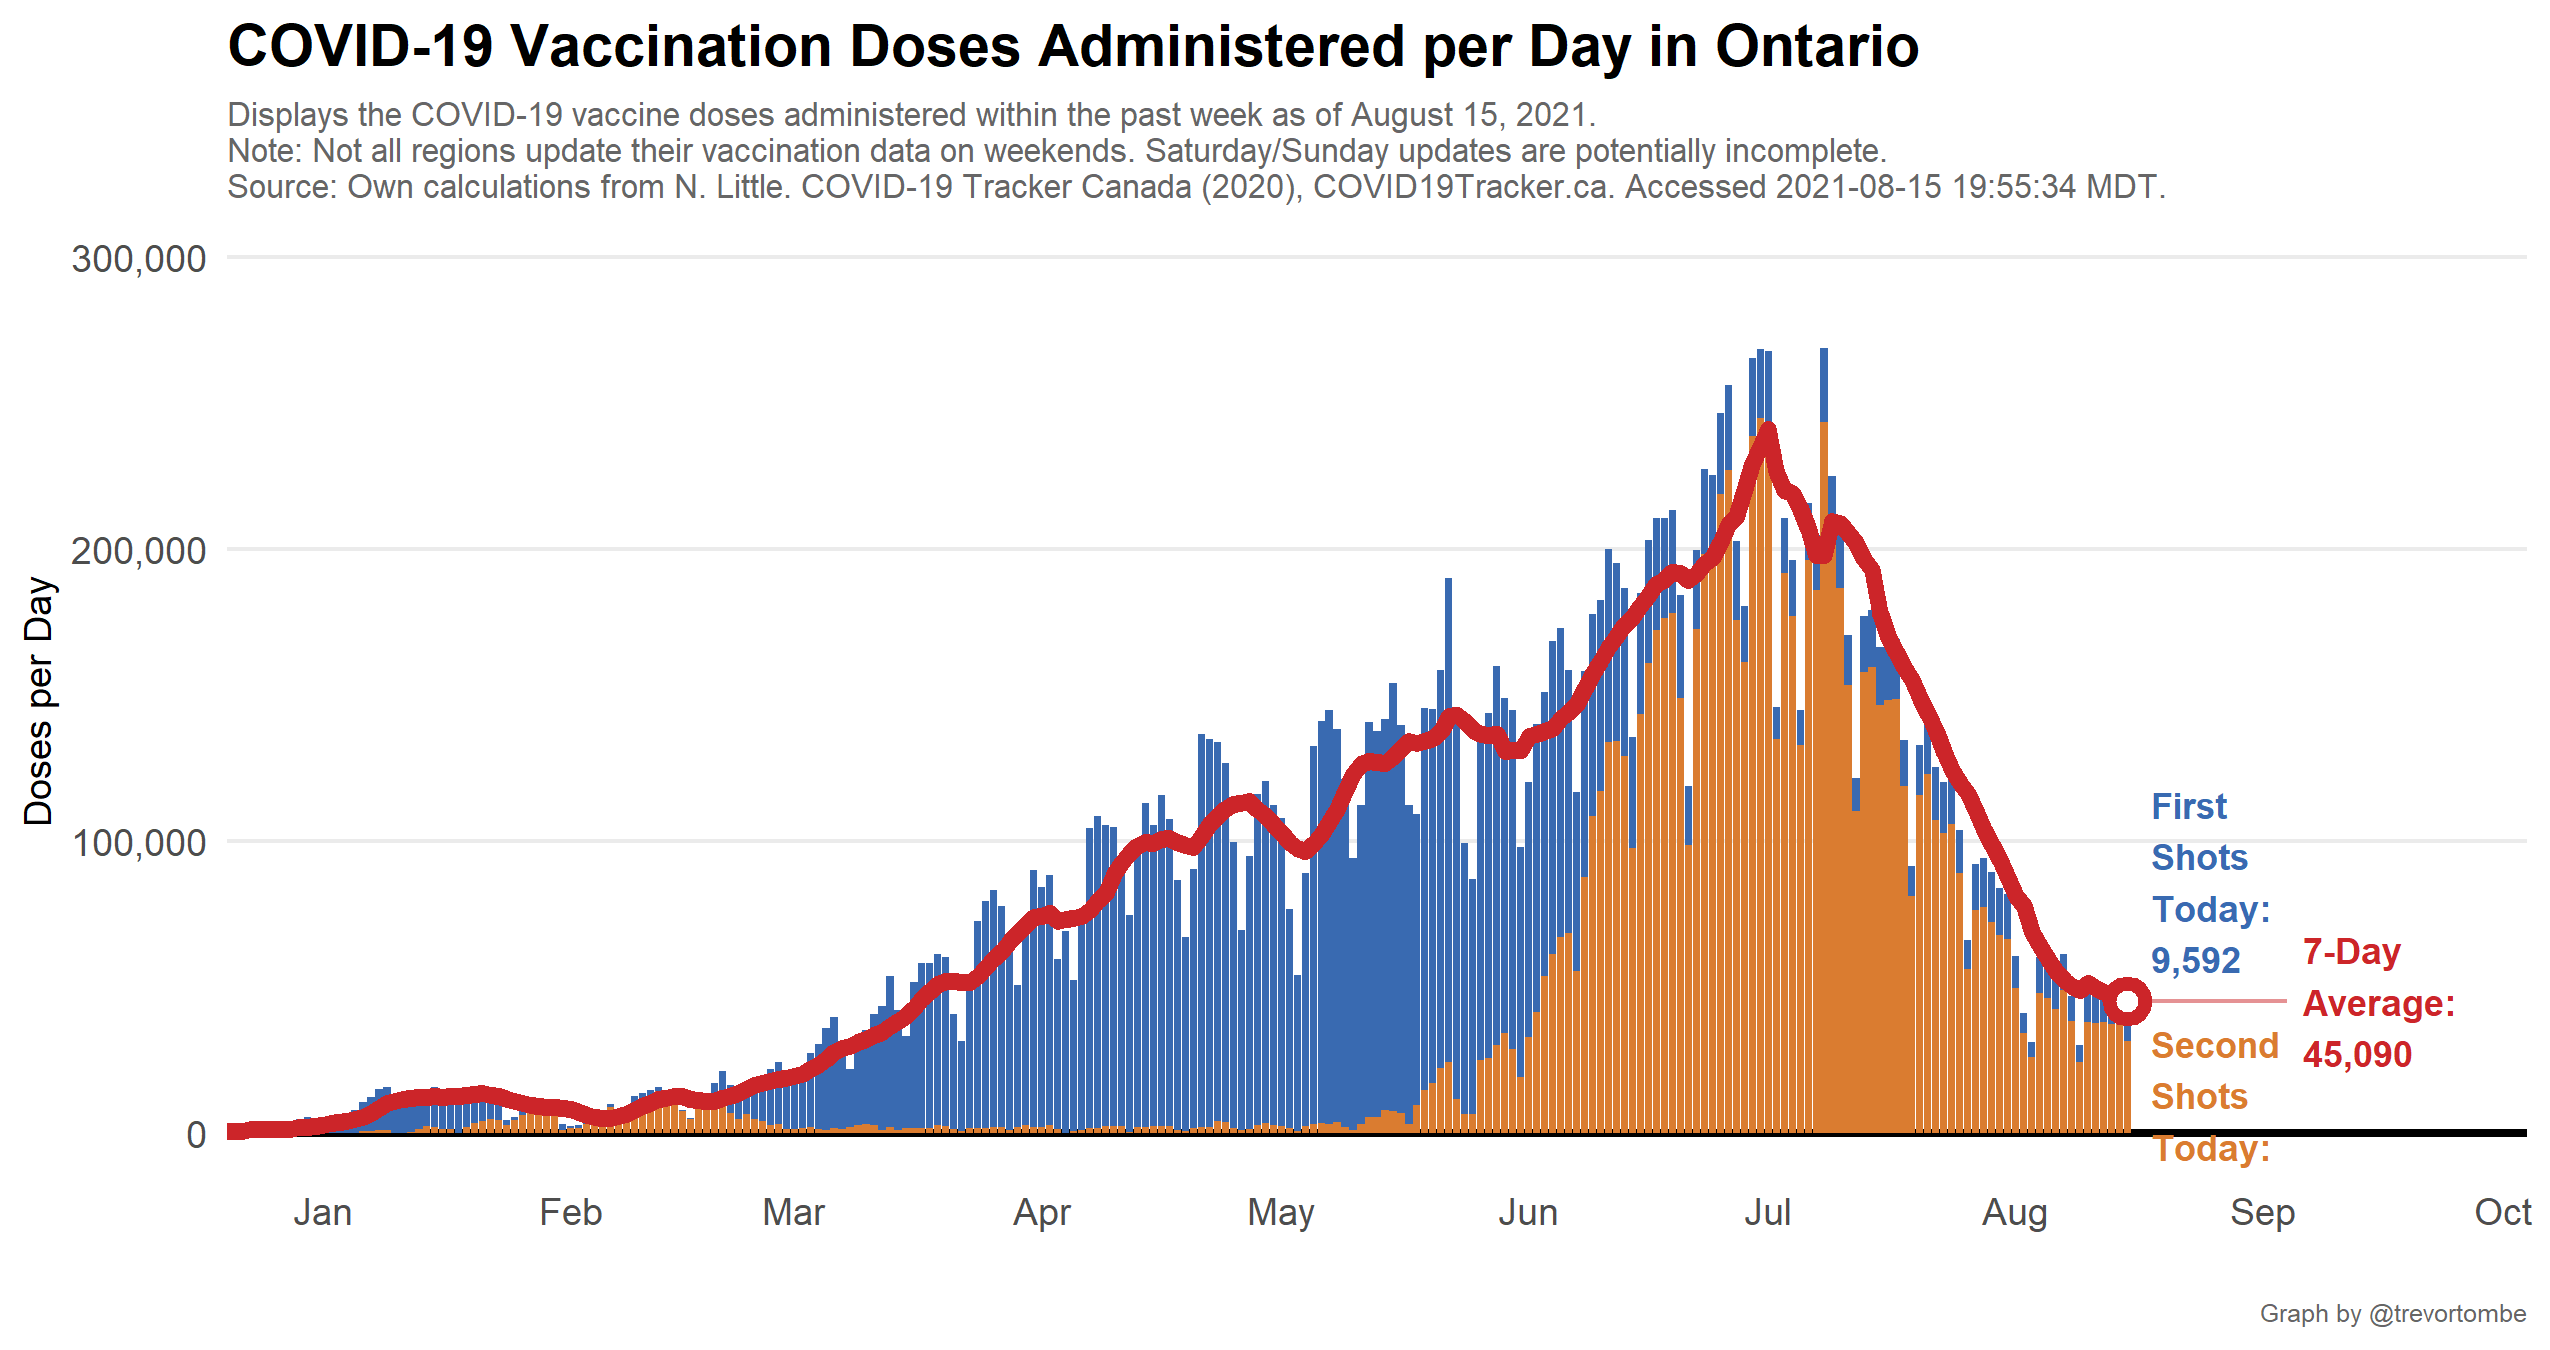 COVID-19 Vaccination Doses Administered per Day in Ontario
Displays the COVID-19 vaccine doses administered within the past week as of August 15, 2021.
Note: Not all regions update their vaccination data on weekends. Saturday/Sunday updates are potentially incomplete.
Source: Own calculations from N. Little. COVID-19 Tracker Canada (2020), COVID19Tracker.ca. Accessed 2021-08-15 19:55:34 MDT.
Doses per Day
300,000
200,000
100,000
0
First
Shots
Today:
9,592
7-Day
Average:
45,090
Second
Shots
Today:
Jan
Feb
Mar
Apr
May
Jun
Jul
Aug
Sep
Oct
Graph by @trevortombe